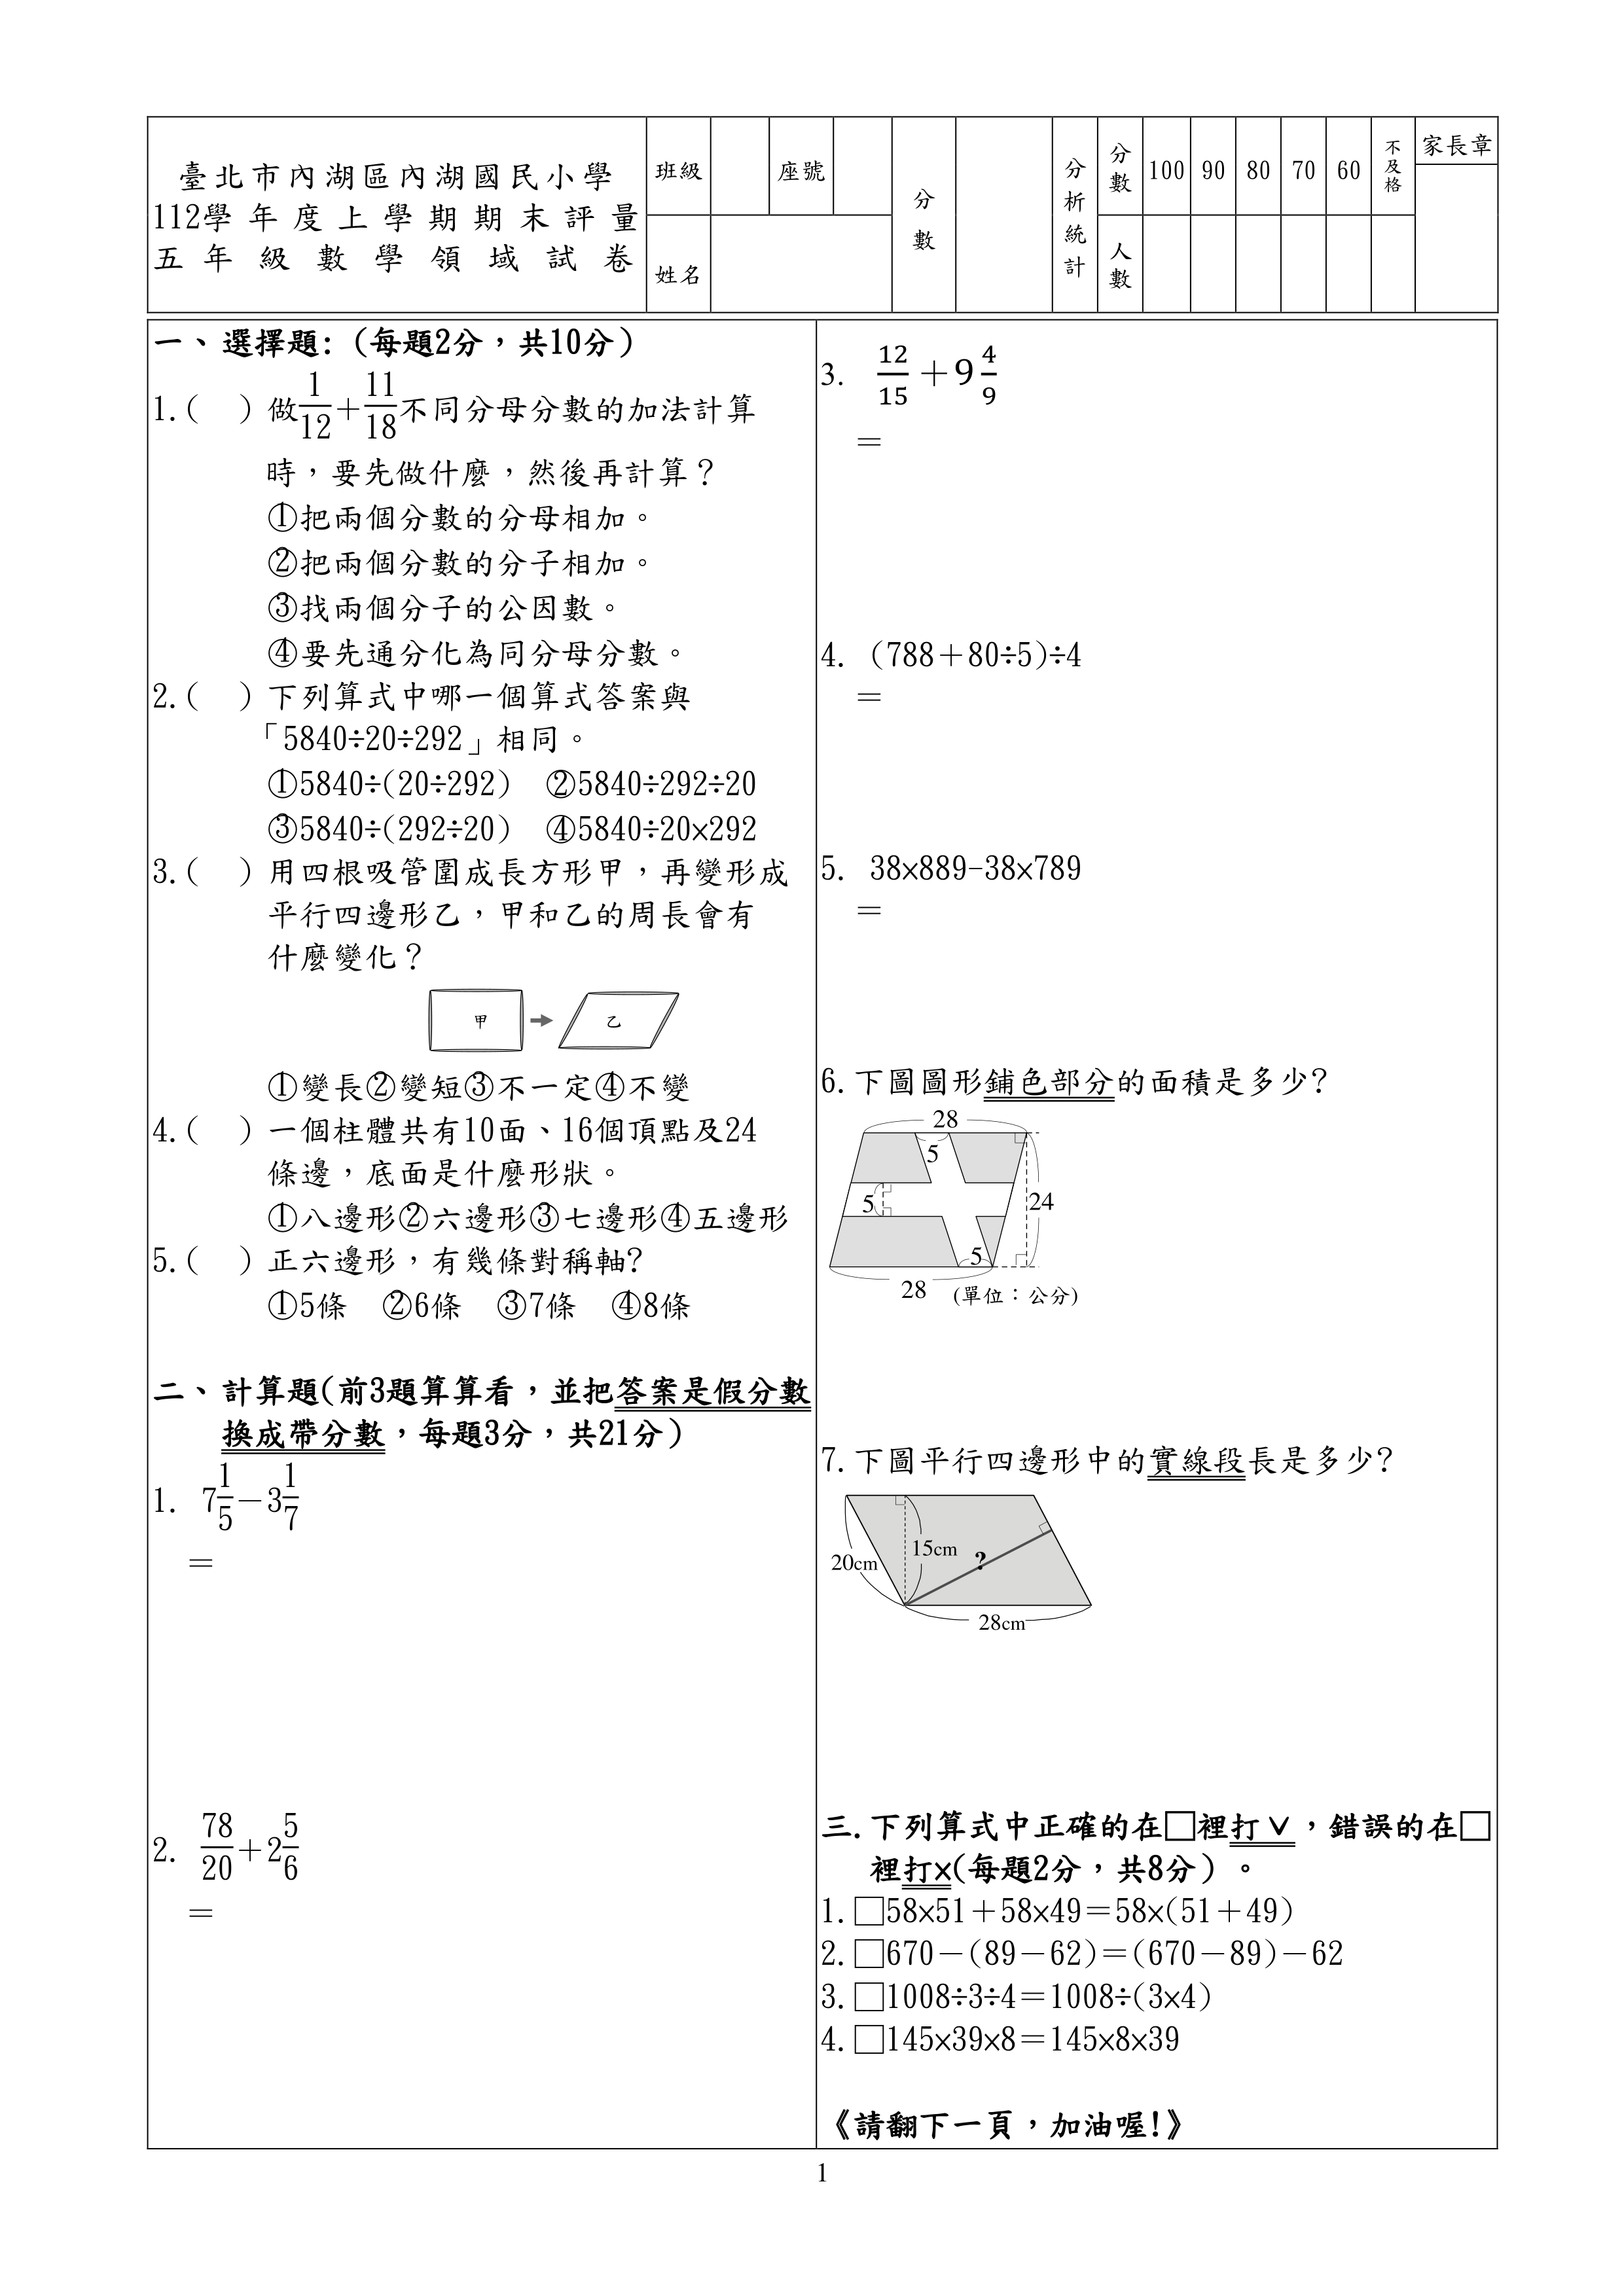 臺北市內湖區內湖國民小學
112學年度上學期期末評量
五年級數學領域試卷
班級
座號
姓名
分數
分析統計
分數
100
90
80
70
60
不及格
人數
家長章
一、選擇題:（每題2分，共10分）
1.( ）做1/12＋11/18不同分母分數的加法計算
時，要先做什麼，然後再計算？
①把兩個分數的分母相加。
②把兩個分數的分子相加。
③找兩個分子的公因數。
④要先通分化為同分母分數。
2.( ）下列算式中哪一個算式答案與
「5840÷20÷292」相同。
①5840÷(20÷292) ②5840÷292÷20
③5840÷(292÷20) ④5840÷20×292
3.( ）用四根吸管圍成長方形甲，再變形成
平行四邊形乙，甲和乙的周長會有
什麼變化？
甲
乙
①變長②變短③不一定④不變
4.( ）一個柱體共有10面、16個頂點及24
條邊，底面是什麼形狀。
①八邊形②六邊形③七邊形④五邊形
5.( ）正六邊形，有幾條對稱軸?
①5條 ②6條 ③7條 ④8條
二、計算題(前3題算算看，並把答案是假分數
換成帶分數，每題3分，共21分）
1. 7 1/5－3 1/7
＝
2. 78/20＋2 5/6
＝
3. 12/15＋9 4/9
＝
4. (788＋80÷5)÷4
＝
5. 38×889-38×789
＝
6.下圖圖形鋪色部分的面積是多少?
28
5
5
24
5
28
(單位：公分)
7.下圖平行四邊形中的實線段長是多少?
20cm
15cm
?
28cm
三.下列算式中正確的在□裡打∨，錯誤的在□
裡打×(每題2分，共8分）。
1.□58×51＋58×49＝58×(51＋49)
2.□670－(89－62)＝(670－89)－62
3.□1008÷3÷4＝1008÷(3×4)
4.□145×39×8＝145×8×39
《請翻下一頁，加油喔!》
1